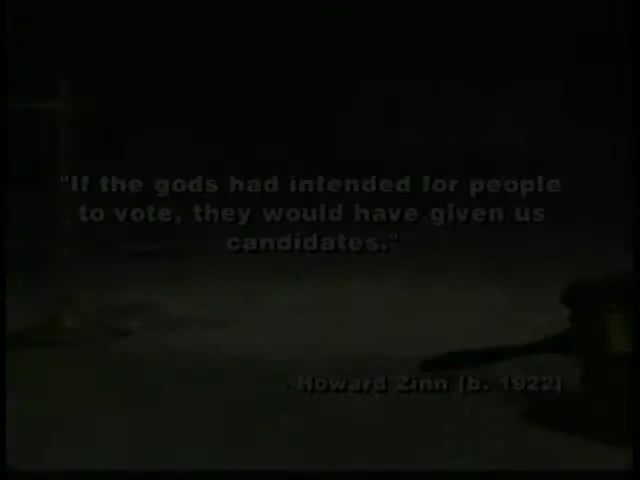 "If the gods had intended for people
to vote, they would have given us
candidates."
Howard Zinn (b. 1922)